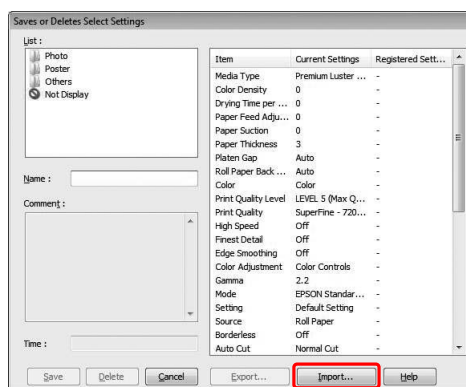 Saves or Deletes Select Settings
List :
Photo
Poster
Others
Not Display
Name :
Comment :
Time :
Item Current Settings Registered Sett...
Media Type Premium Luster ... -
Color Density 0 -
Drying Time per ... 0 -
Paper Feed Adju... 0 -
Paper Suction 0 -
Paper Thickness 3 -
Platen Gap Auto -
Roll Paper Back ... Auto -
Color Color -
Print Quality Level LEVEL 5 (Max Q... -
Print Quality SuperFine - 720... -
High Speed Off -
Finest Detail Off -
Edge Smoothing Off -
Color Adjustment Color Controls -
Gamma 2.2 -
Mode EPSON Standar... -
Setting Default Setting -
Source Roll Paper -
Borderless Off -
Auto Cut Normal Cut -
Save Delete Cancel Export... Import... Help